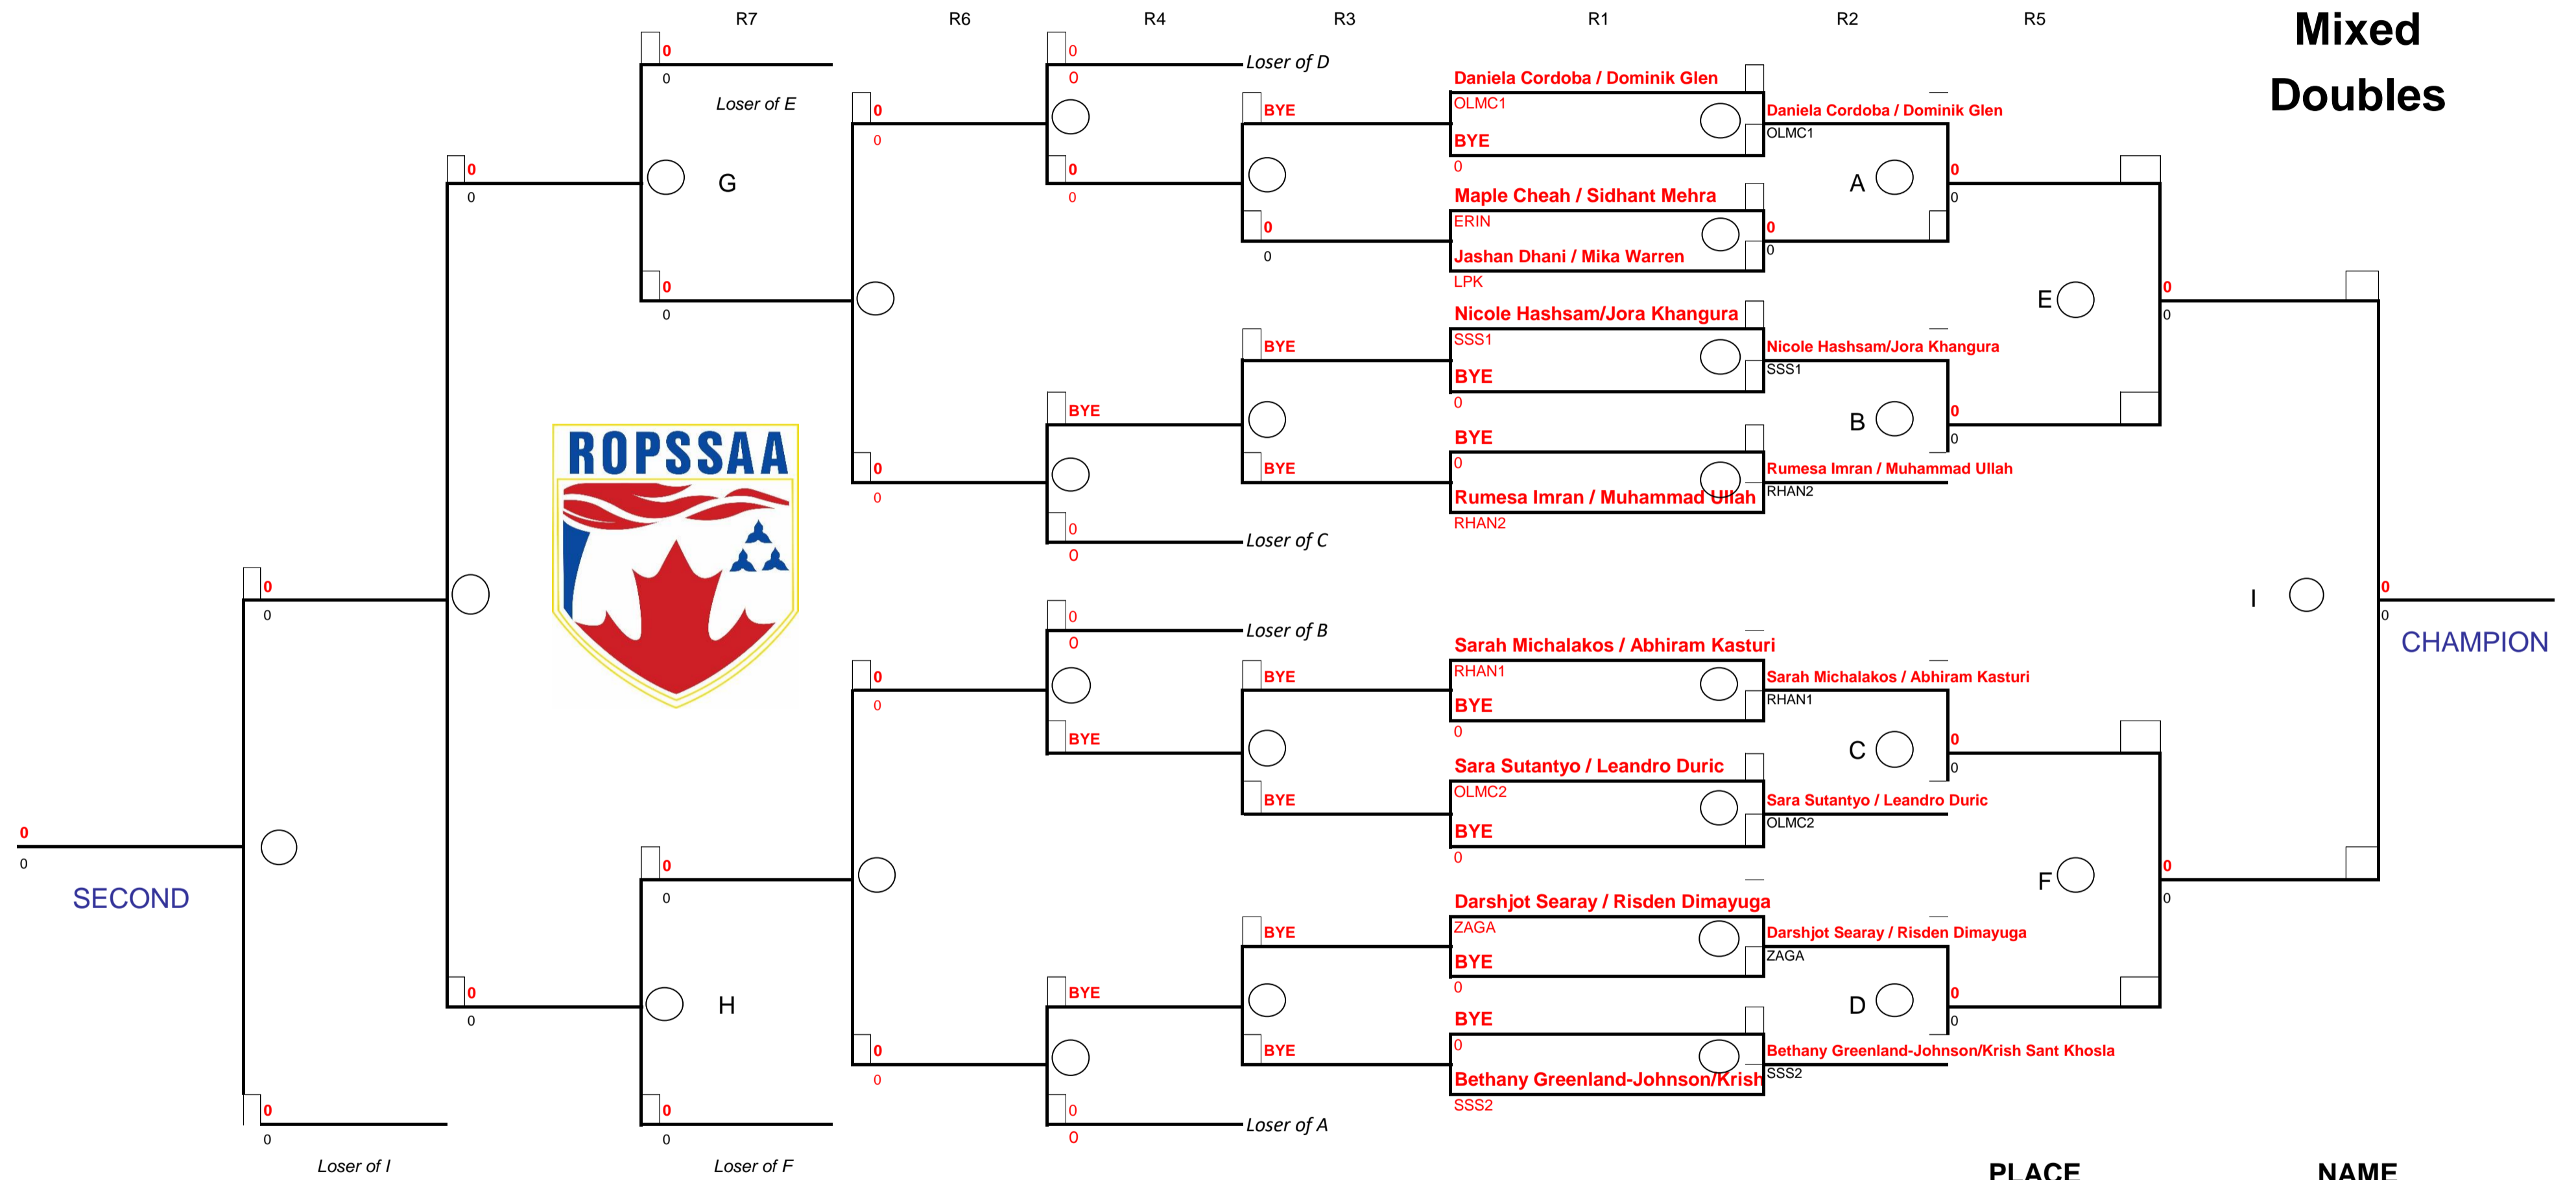 R7 R6 R4 R3 R1 R2 R5
Mixed
Doubles
0
0
Loser of E
G
0
0
0
0
0
0
Loser of F
H
0
0
0
0
0
0
Loser of I
0
0
SECOND
ROPSSAA
0
0
0
0
0
0
0
0
0
0
Loser of D
0
0
BYE
0
0
Loser of C
0
0
Loser of B
BYE
BYE
0
0
Loser of A
BYE
0
0
BYE
BYE
BYE
BYE
BYE
BYE
Daniela Cordoba / Dominik Glen
OLMC1
BYE
0
Maple Cheah / Sidhant Mehra
ERIN
Jashan Dhani / Mika Warren
LPK
Nicole Hashsam/Jora Khangura
SSS1
BYE
0
BYE
0
Rumesa Imran / Muhammad Ullah
RHAN2
Sarah Michalakos / Abhiram Kasturi
RHAN1
BYE
0
Sara Sutantyo / Leandro Duric
OLMC2
BYE
0
Darshjot Searay / Risden Dimayuga
ZAGA
BYE
0
BYE
0
Bethany Greenland-Johnson/Krish
SSS2
Daniela Cordoba / Dominik Glen
OLMC1
A
0
0
Nicole Hashsam/Jora Khangura
SSS1
B
Rumesa Imran / Muhammad Ullah
RHAN2
Sarah Michalakos / Abhiram Kasturi
RHAN1
C
Sara Sutantyo / Leandro Duric
OLMC2
Darshjot Searay / Risden Dimayuga
ZAGA
D
Bethany Greenland-Johnson/Krish Sant Khosla
SSS2
0
0
E
0
0
0
0
F
0
0
0
0
I
0
0
0
0
CHAMPION
PLACE NAME